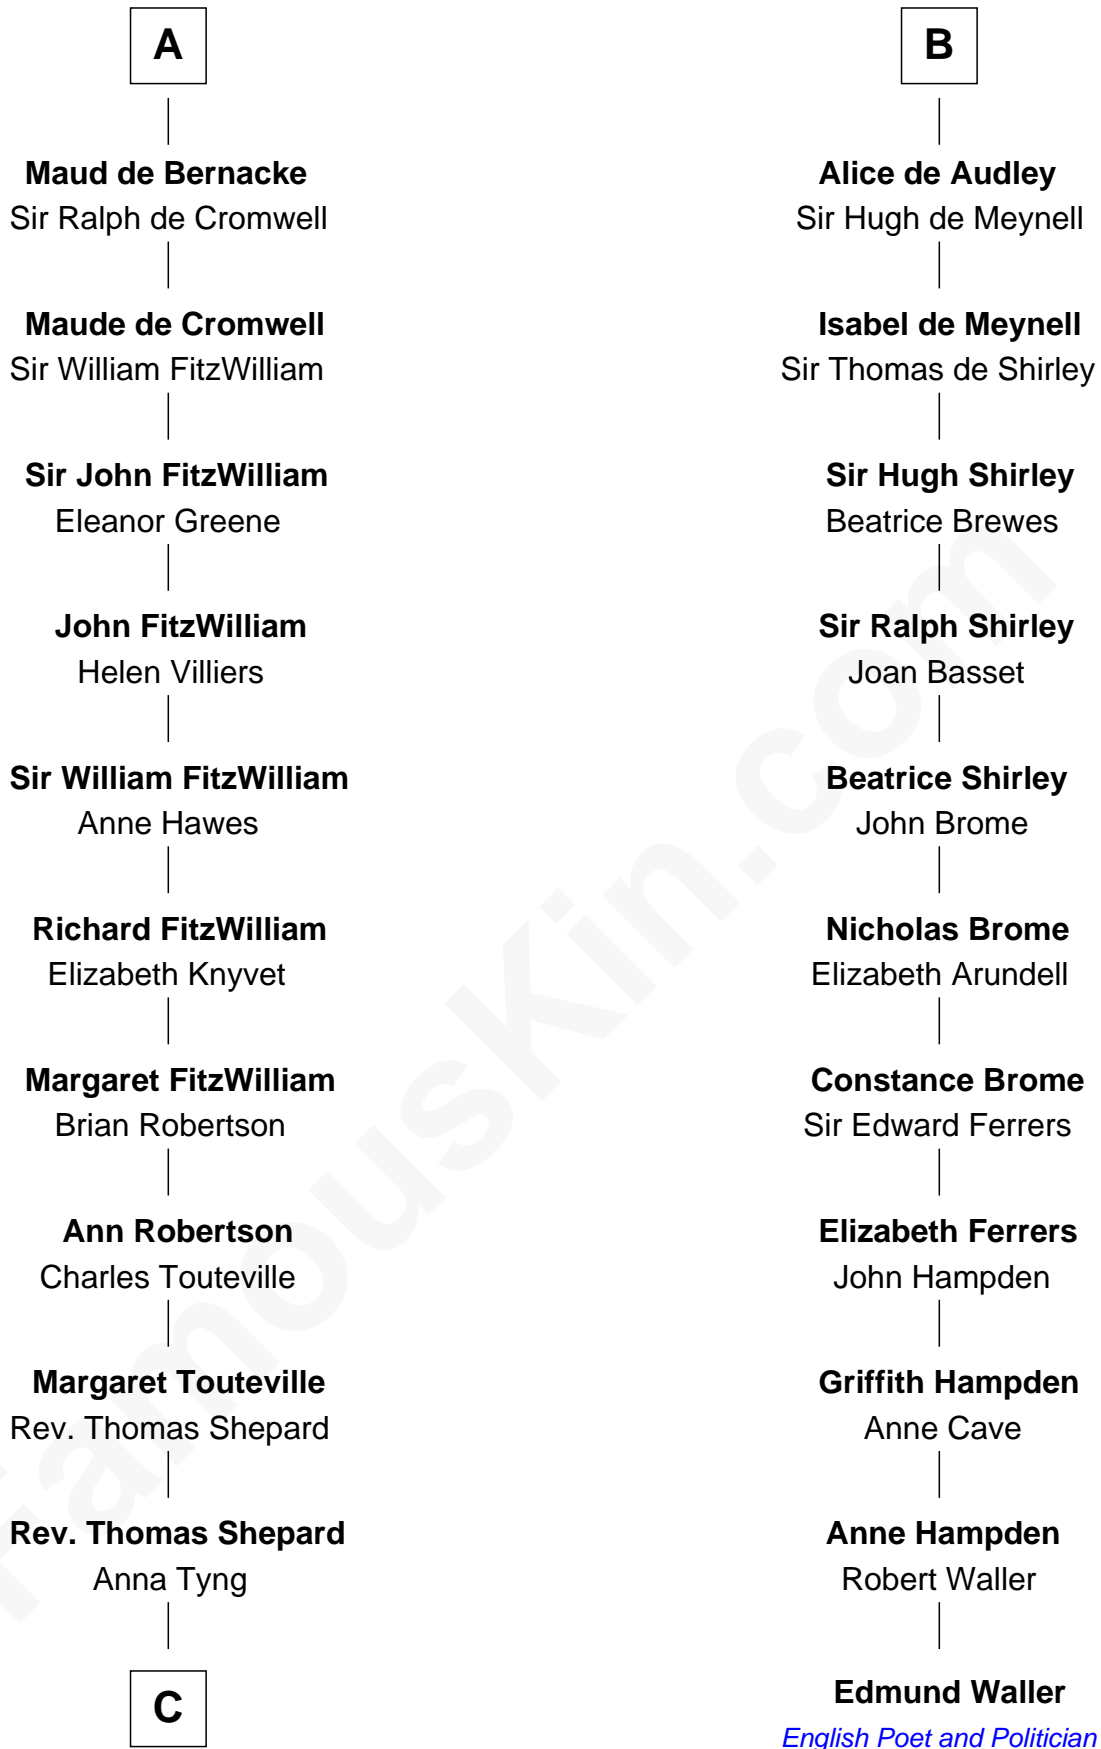 A
Maud de Bernacke
Sir Ralph de Cromwell
Maude de Cromwell
Sir William FitzWilliam
Sir John FitzWilliam
Eleanor Greene
John FitzWilliam
Helen Villiers
Sir William FitzWilliam
Anne Hawes
Richard FitzWilliam
Elizabeth Knyvet
Margaret FitzWilliam
Brian Robertson
Ann Robertson
Charles Touteville
Margaret Touteville
Rev. Thomas Shepard
Rev. Thomas Shepard
Anna Tyng
C
B
Alice de Audley
Sir Hugh de Meynell
Isabel de Meynell
Sir Thomas de Shirley
Sir Hugh Shirley
Beatrice Brewes
Sir Ralph Shirley
Joan Basset
Beatrice Shirley
John Brome
Nicholas Brome
Elizabeth Arundell
Constance Brome
Sir Edward Ferrers
Elizabeth Ferrers
John Hampden
Griffith Hampden
Anne Cave
Anne Hampden
Robert Waller
Edmund Waller
English Poet and Politician
FamousKin.com